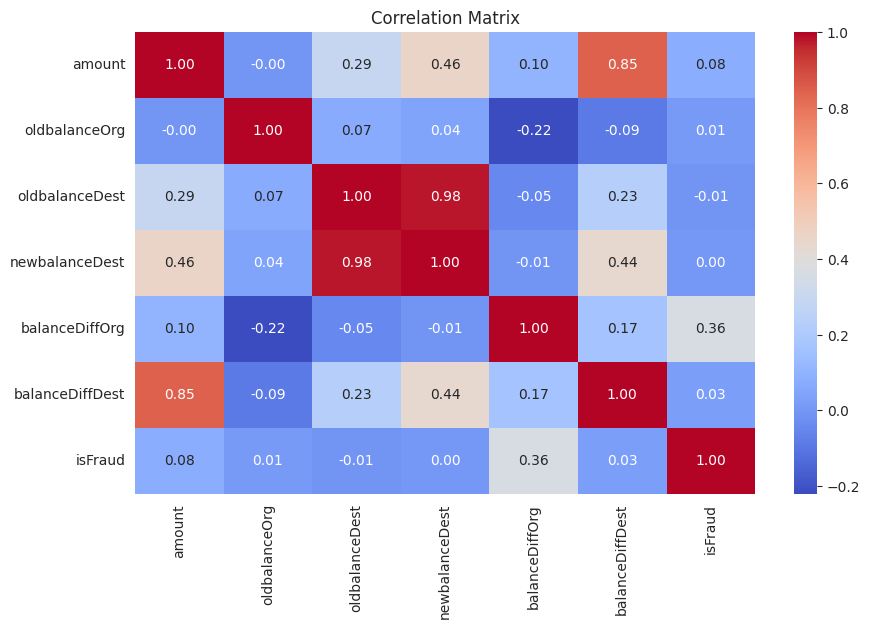 Correlation Matrix
amount 1.00 -0.00 0.29 0.46 0.10 0.85 0.08
oldbalanceOrg -0.00 1.00 0.07 0.04 -0.22 -0.09 0.01
oldbalanceDest 0.29 0.07 1.00 0.98 -0.05 0.23 -0.01
newbalanceDest 0.46 0.04 0.98 1.00 -0.01 0.44 0.00
balanceDiffOrg 0.10 -0.22 -0.05 -0.01 1.00 0.17 0.36
balanceDiffDest 0.85 -0.09 0.23 0.44 0.17 1.00 0.03
isFraud 0.08 0.01 -0.01 0.00 0.36 0.03 1.00
amount
oldbalanceOrg
oldbalanceDest
newbalanceDest
balanceDiffOrg
balanceDiffDest
isFraud
1.0
0.8
0.6
0.4
0.2
0.0
−0.2